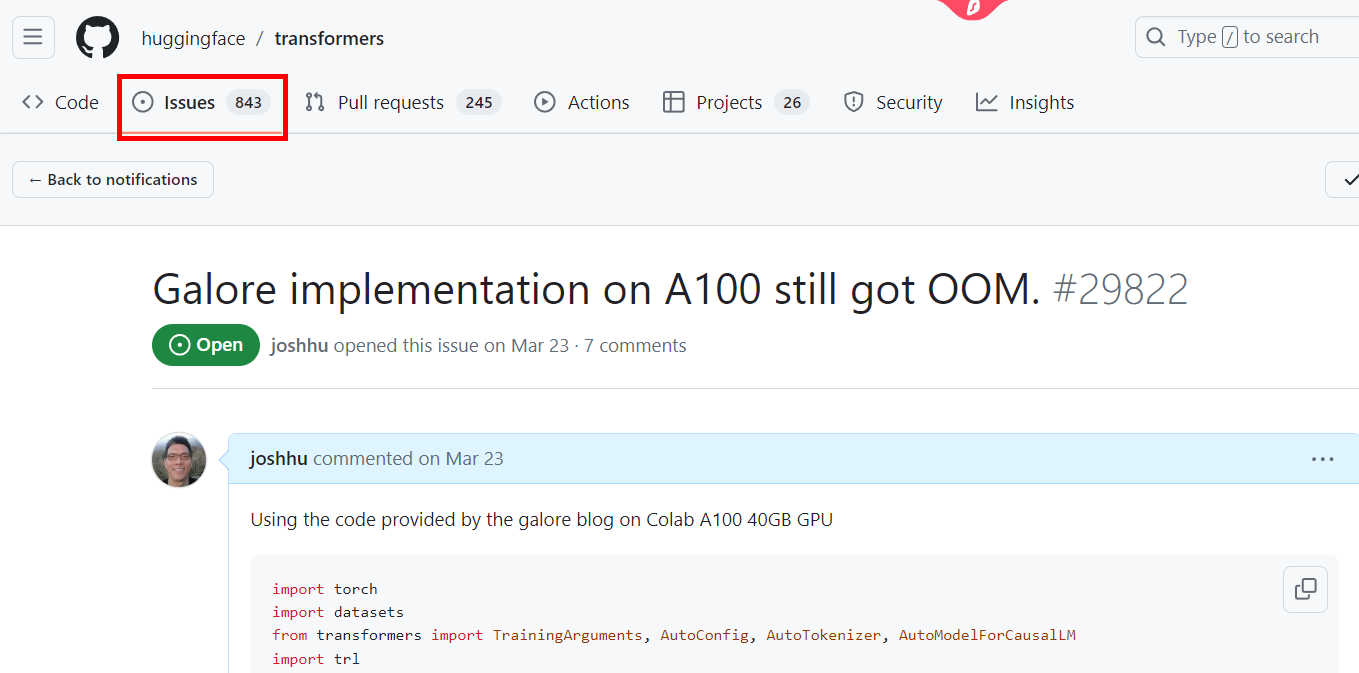 huggingface / transformers
Type / to search
Code Issues 843 Pull requests 245 Actions Projects 26 Security Insights
← Back to notifications
Galore implementation on A100 still got OOM. #29822
Open joshhu opened this issue on Mar 23 · 7 comments
joshhu commented on Mar 23
Using the code provided by the galore blog on Colab A100 40GB GPU
import torch
import datasets
from transformers import TrainingArguments, AutoConfig, AutoTokenizer, AutoModelForCausalLM
import trl